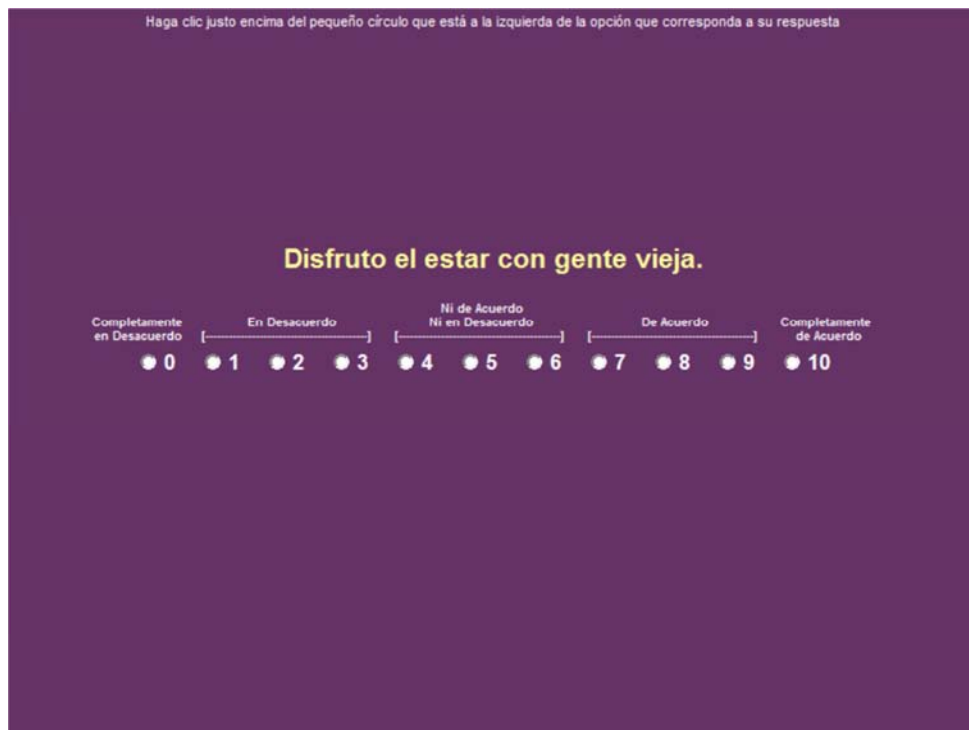 Haga clic justo encima del pequeño círculo que está a la izquierda de la opción que corresponda a su respuesta
Disfruto el estar con gente vieja.
Completamente
en Desacuerdo
En Desacuerdo
[---------------------------------------]
Ni de Acuerdo
Ni en Desacuerdo
[---------------------------------------]
De Acuerdo
[---------------------------------------]
Completamente
de Acuerdo
0 1 2 3 4 5 6 7 8 9 10